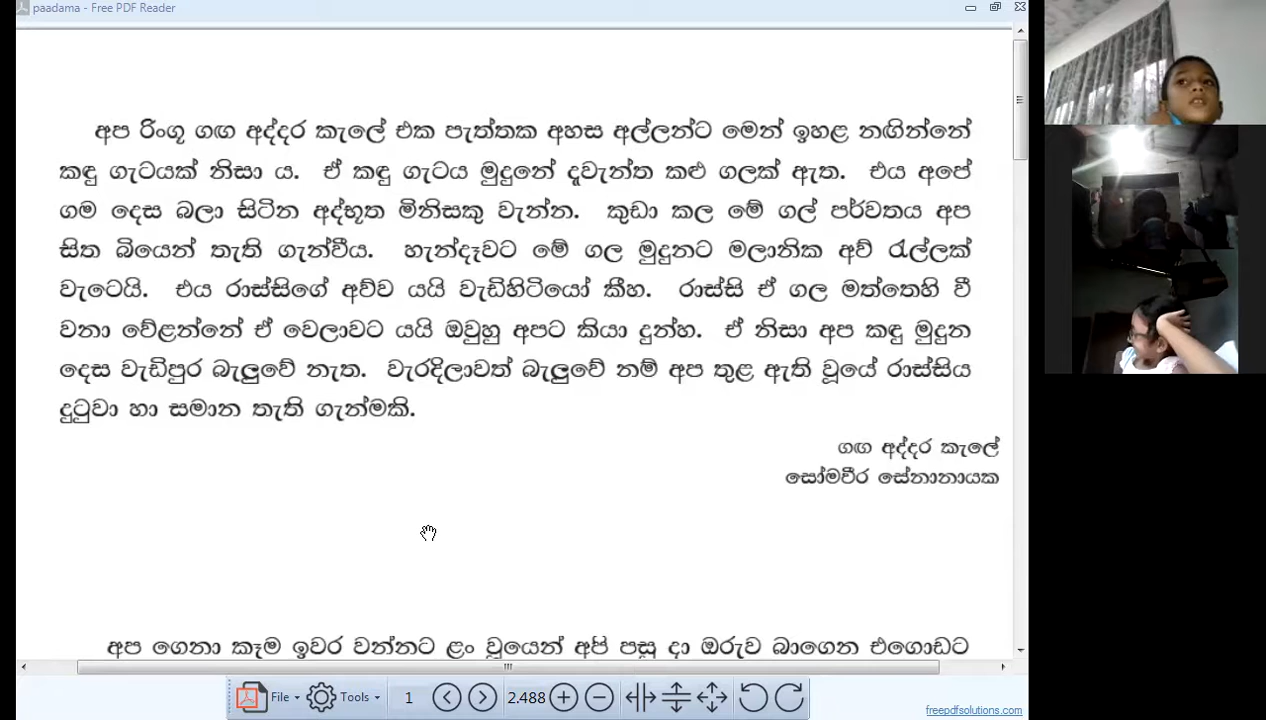 paadama - Free PDF Reader
අප රිංගූ ගඟ අද්දර කැලේ එක පැත්තක අහස අල්ලන්ට මෙන් ඉහළ නඟින්නේ
කඳු ගැටයක් නිසා ය. ඒ කඳු ගැටය මුදුනේ දැවැන්ත කළු ගලක් ඇත. එය අපේ
ගම දෙස බලා සිටින අද්භූත මිනිසකු වැන්න. කුඩා කල මේ ගල් පර්වතය අප
සිත බියෙන් තැති ගැන්වීය. හැන්දෑවට මේ ගල මුදුනට මලානික අව් රැල්ලක්
වැටෙයි. එය රාස්සිගේ අව්ව යයි වැඩිහිටියෝ කීහ. රාස්සි ඒ ගල මත්තෙහි වී
වනා වේළන්නේ ඒ වෙලාවට යයි ඔවුහු අපට කියා දුන්හ. ඒ නිසා අප කඳු මුදුන
දෙස වැඩිපුර බැලුවේ නැත. වැරදිලාවත් බැලුවේ නම් අප තුළ ඇති වූයේ රාස්සිය
දුටුවා හා සමාන තැති ගැන්මකි.
ගඟ අද්දර කැලේ
සෝමවීර සේනානායක
අප ගෙනා කෑම ඉවර වන්නට ළං වූයෙන් අපි පසු දා ඔරුව බාගෙන එගොඩට
File Tools 1 2.488
freepdfsolutions.com